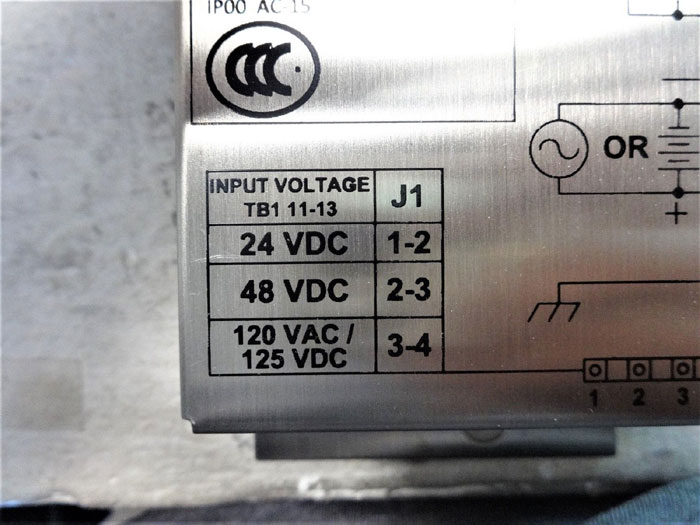 IP00 AC-15
CCC
INPUT VOLTAGE
TB1 11-13
J1
24 VDC
1-2
48 VDC
2-3
120 VAC /
125 VDC
3-4
OR
+
1 2 3